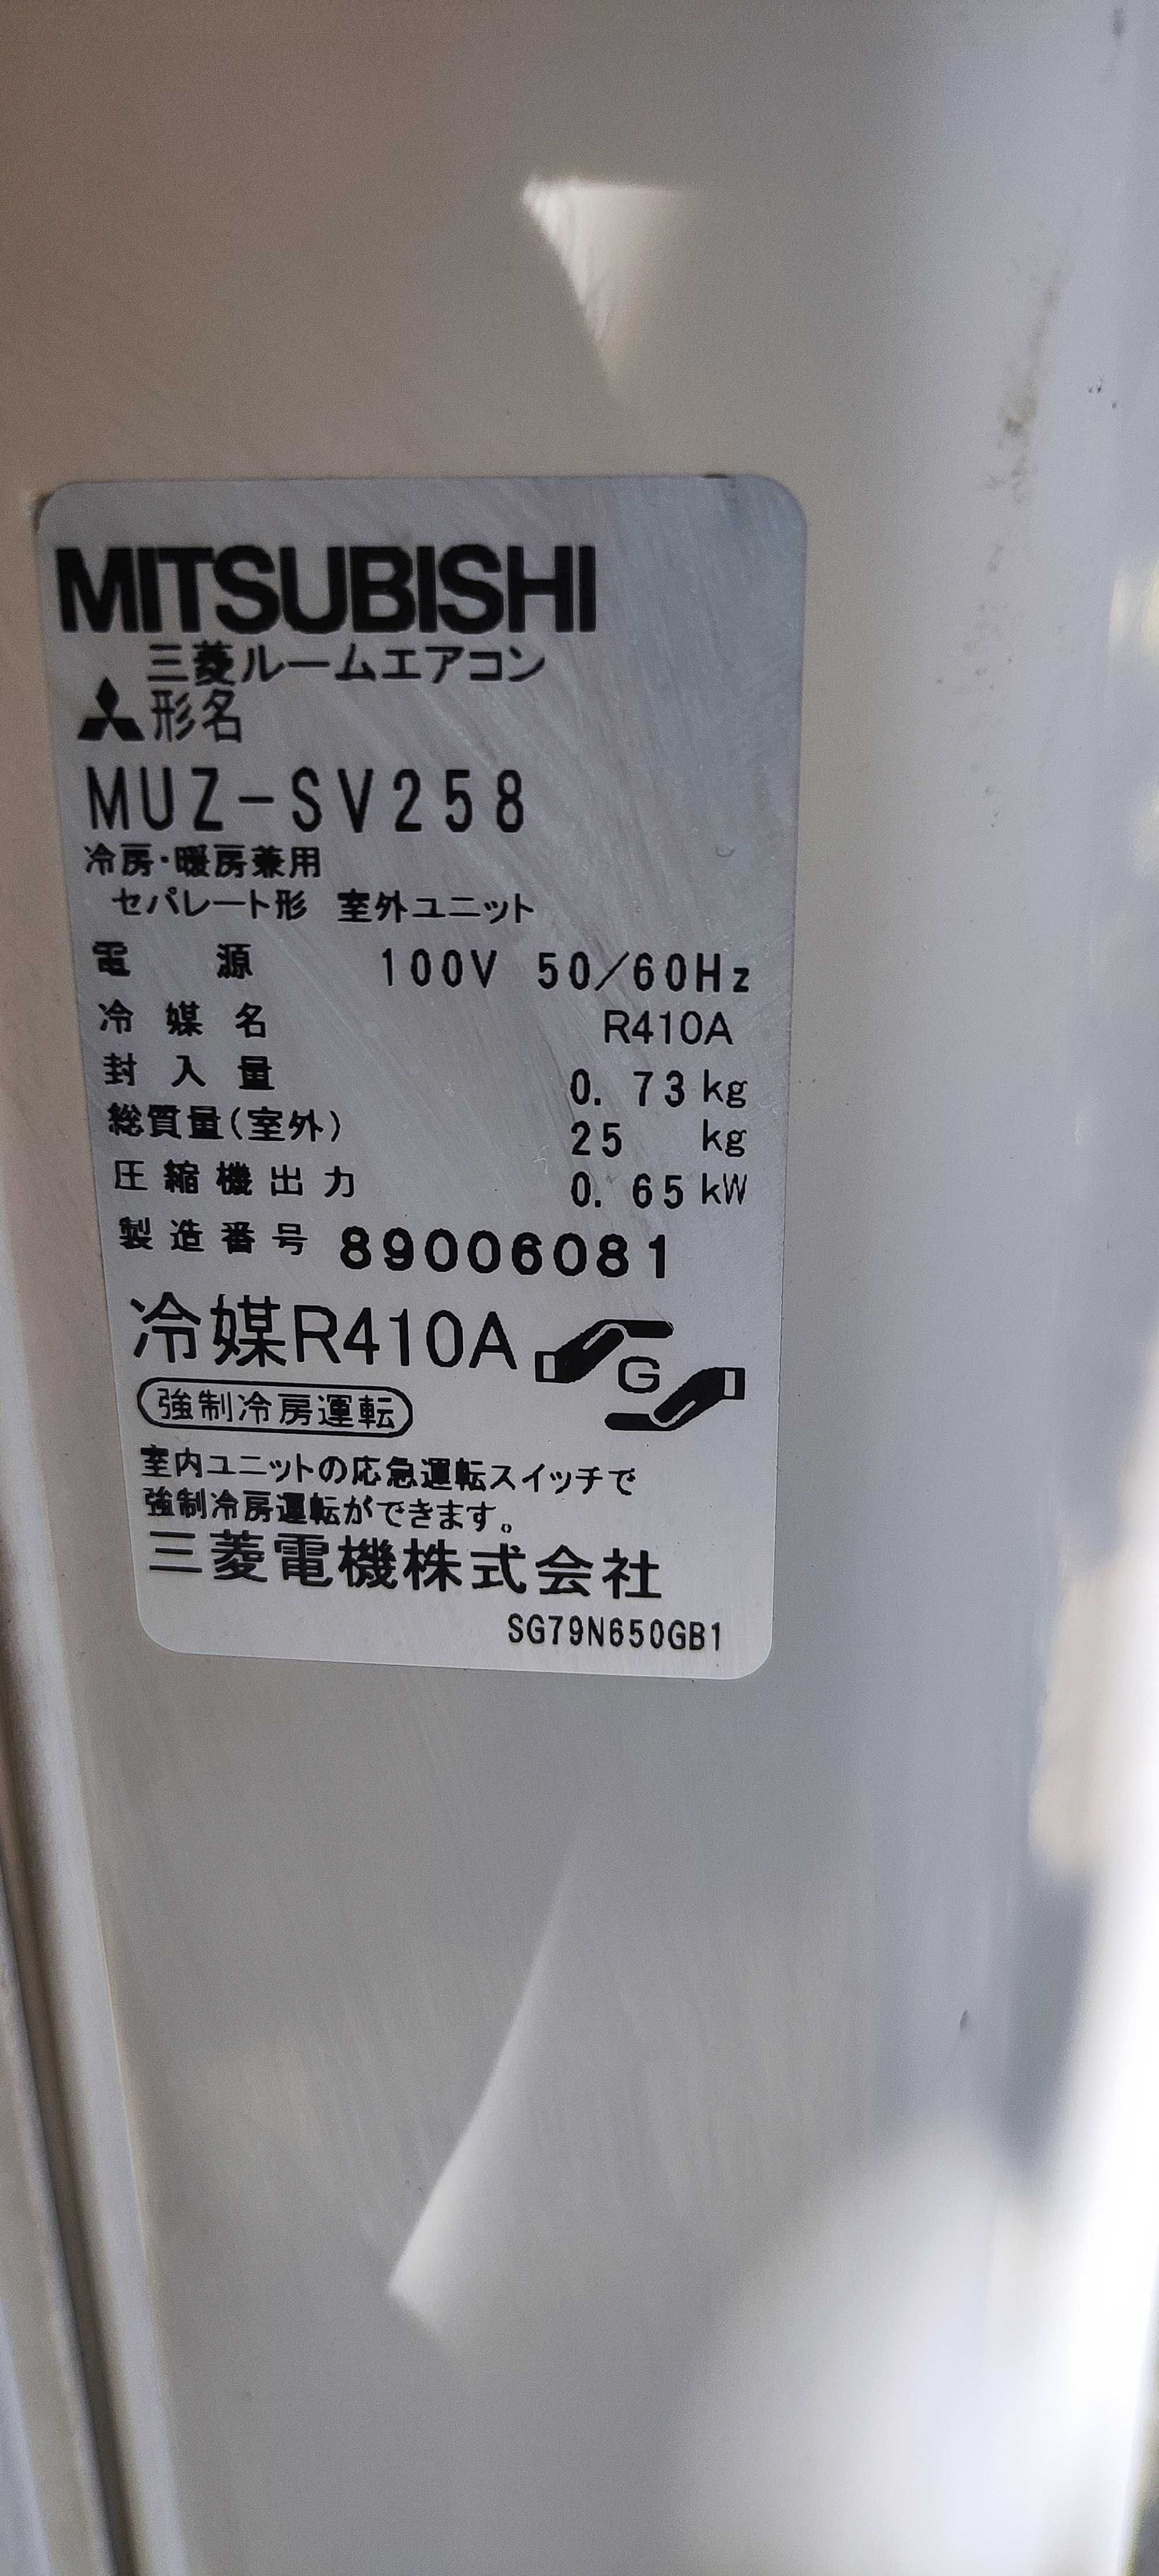 MITSUBISHI
三菱ルームエアコン
形名
MUZ-SV258
冷房・暖房兼用
セパレート形 室外ユニット
電源 100V 50/60Hz
冷媒名 R410A
封入量 0.73kg
総質量(室外) 25 kg
圧縮機出力 0.65kW
製造番号 89006081
冷媒R410A G
強制冷房運転
室内ユニットの応急運転スイッチで
強制冷房運転ができます。
三菱電機株式会社
SG79N650GB1